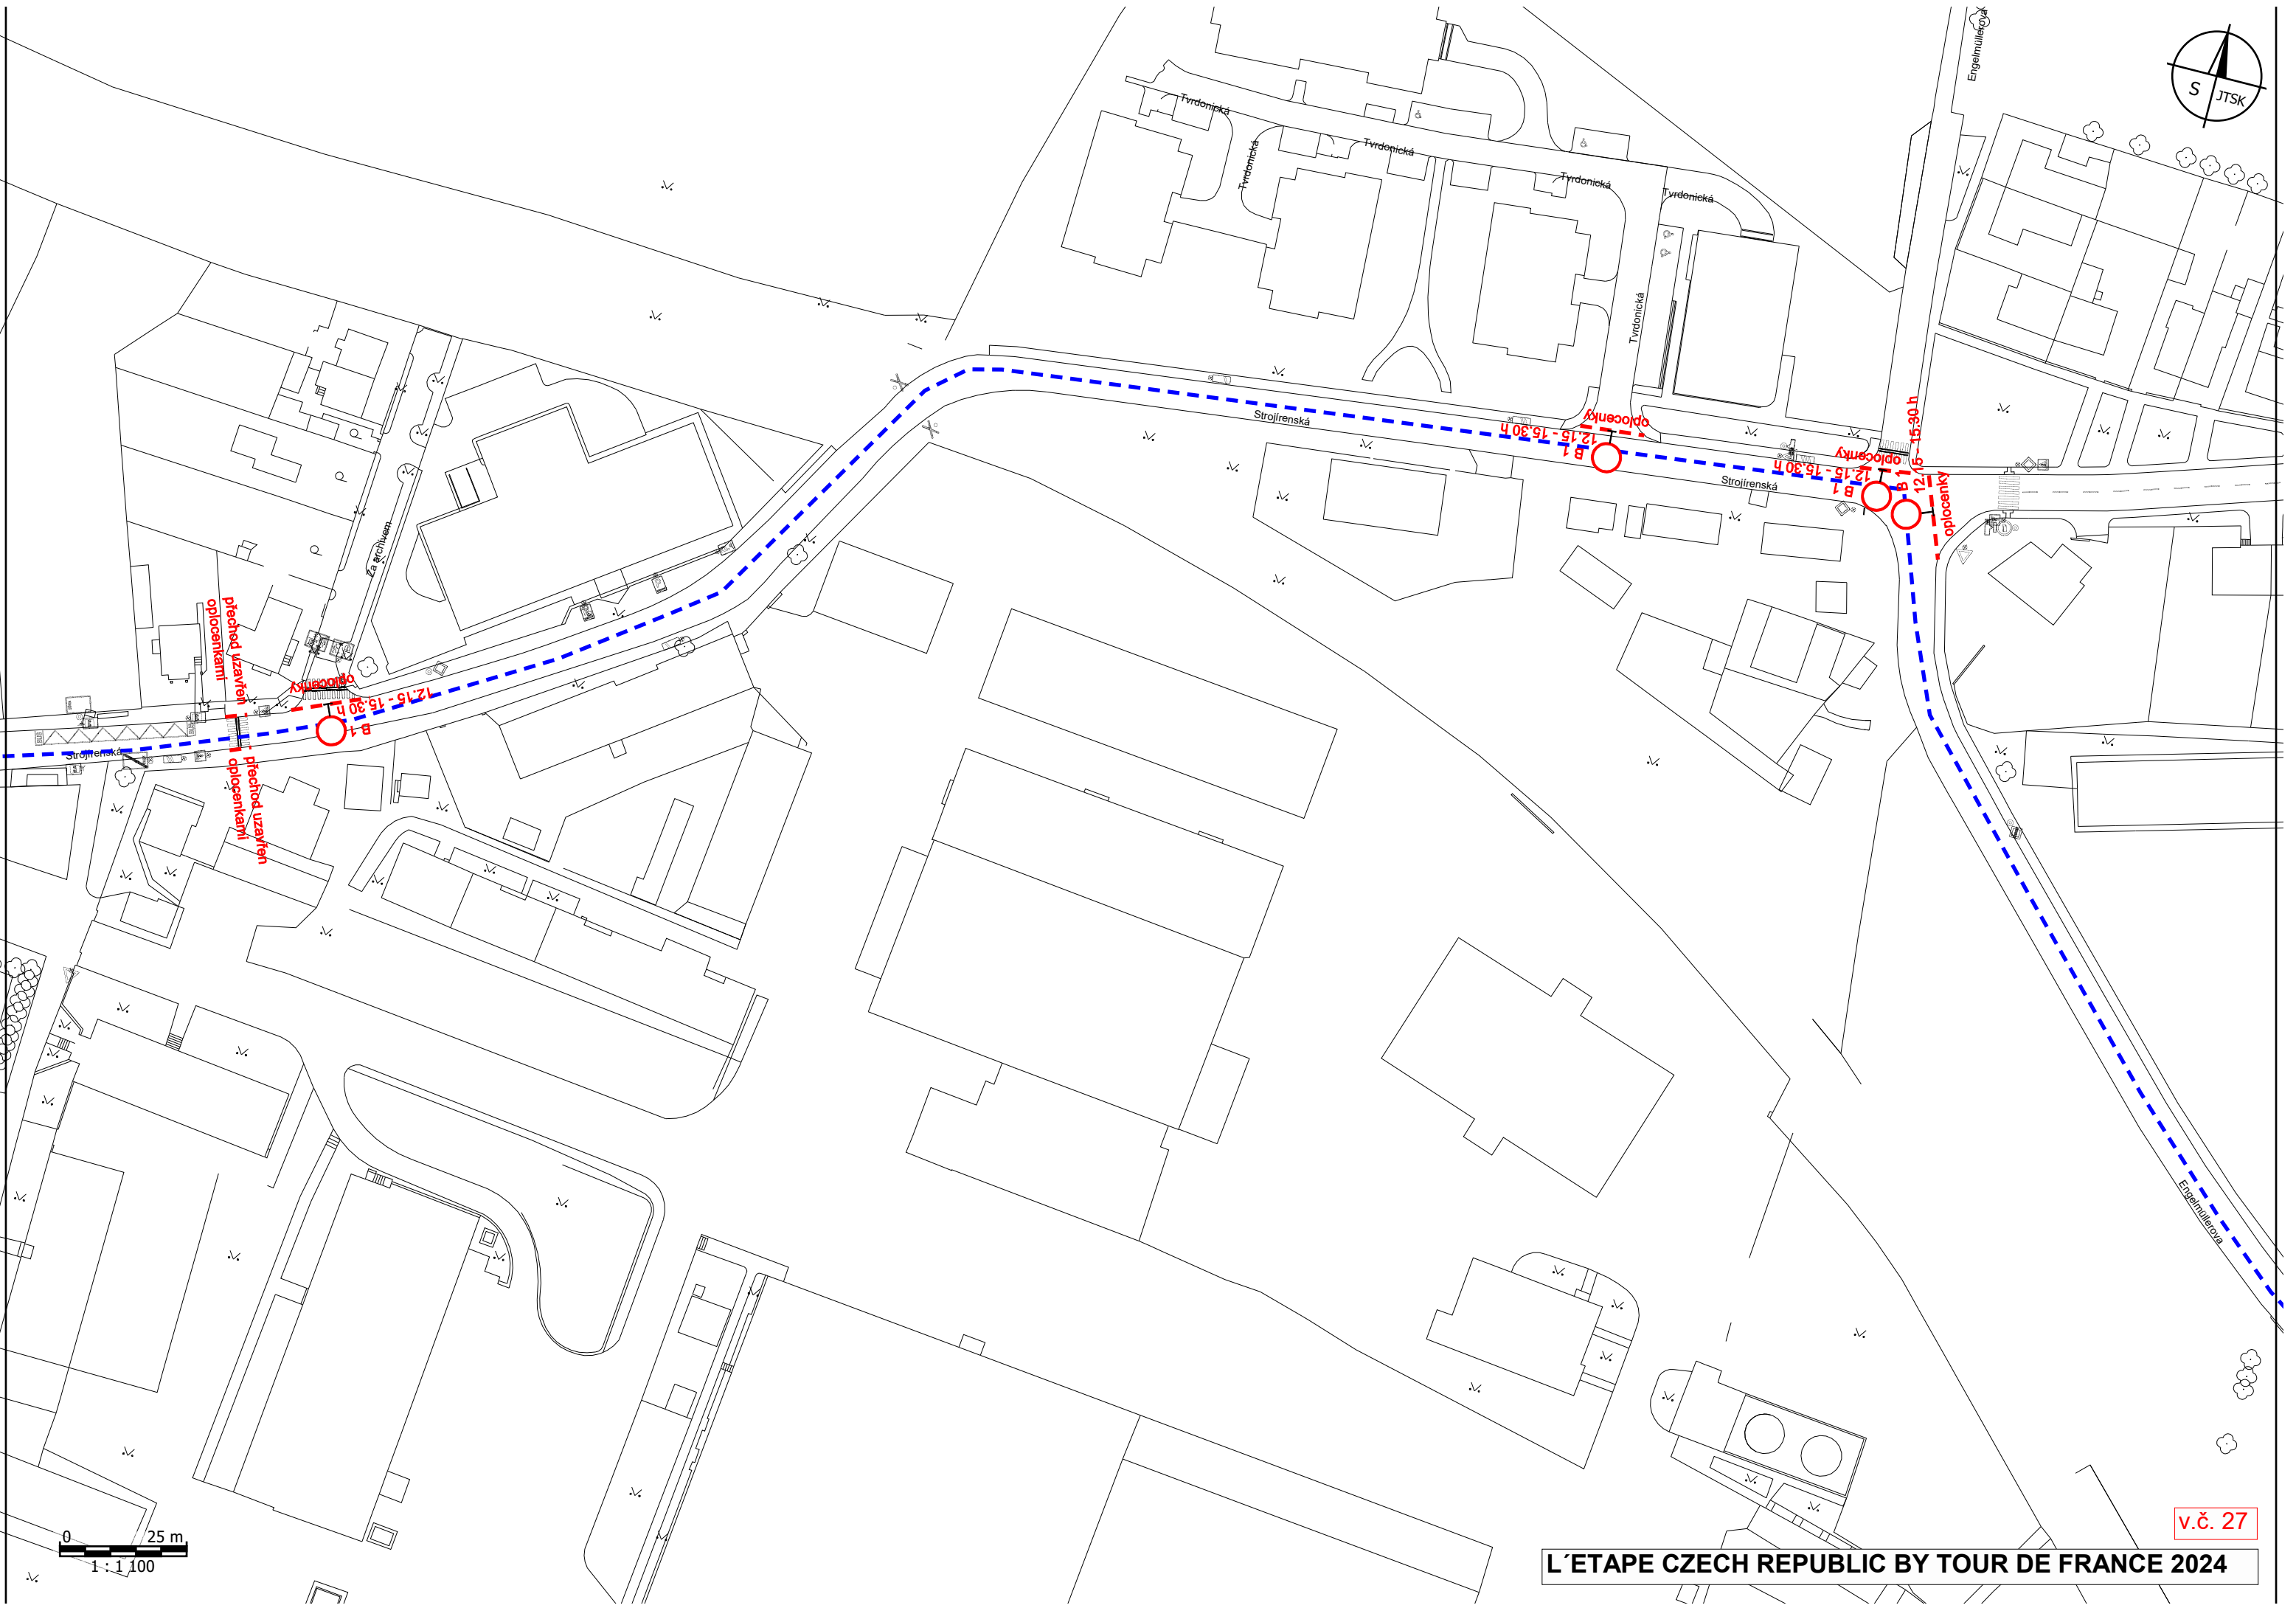 Engelmüllerova
S JTSK
Tvrdonická
Tvrdonická
Tvrdonická
Tvrdonická
Tvrdonická
Tvrdonická
Strojírenská
oplocenky
12.15 - 15.30 h
B 1
oplocenky
12.15 - 15.30 h
B 1
Strojírenská
12.15 - 15.30 h
B 1
oplocenky
Za archivem
přechod uzavřen
oplocenkami
oplocenky
12.15 - 15.30 h
B 1
Strojírenská
přechod uzavřen
oplocenkami
Engelmüllerova
0 25 m
1 : 1 100
v.č. 27
L´ETAPE CZECH REPUBLIC BY TOUR DE FRANCE 2024